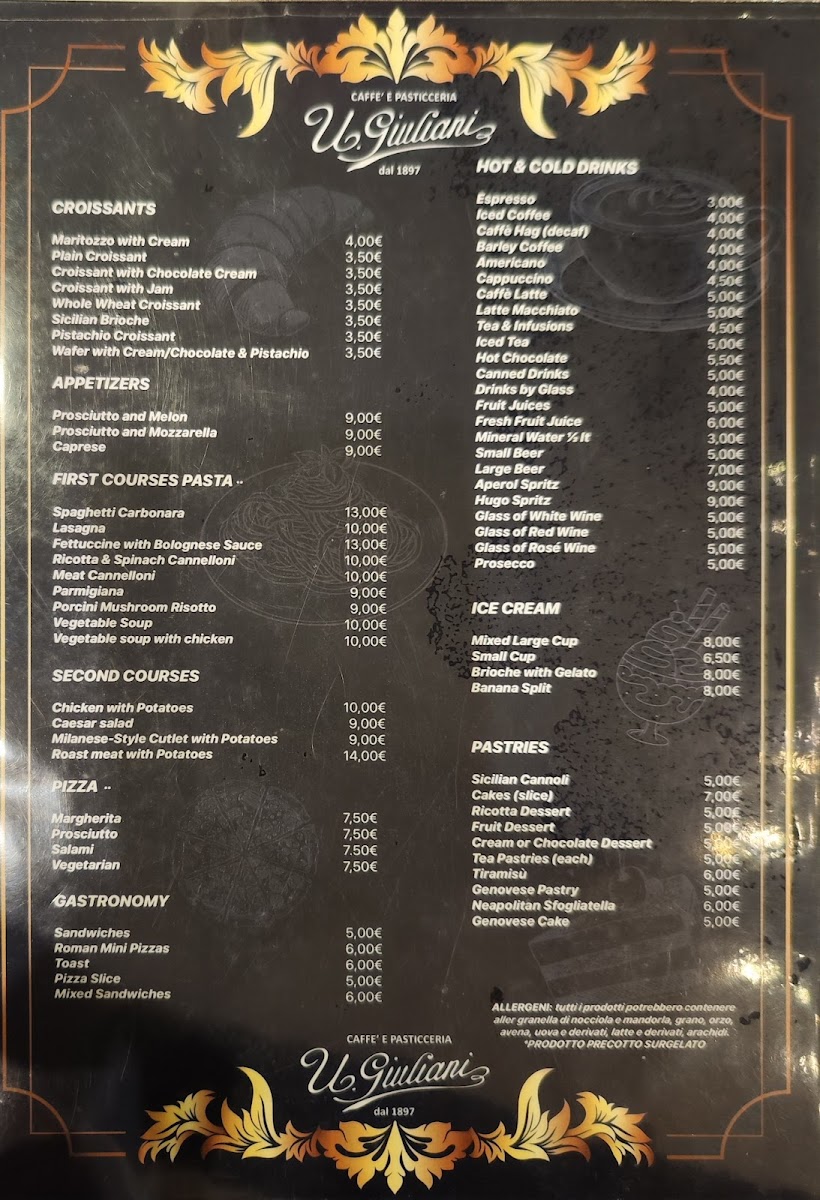 CAFFE' E PASTICCERIA
U. Giuliani
dal 1897
CROISSANTS
Maritozzo with Cream 4,00€
Plain Croissant 3,50€
Croissant with Chocolate Cream 3,50€
Croissant with Jam 3,50€
Whole Wheat Croissant 3,50€
Sicilian Brioche 3,50€
Pistachio Croissant 3,50€
Wafer with Cream/Chocolate & Pistachio 3,50€
APPETIZERS
Prosciutto and Melon 9,00€
Prosciutto and Mozzarella 9,00€
Caprese 9,00€
FIRST COURSES PASTA ··
Spaghetti Carbonara 13,00€
Lasagna 10,00€
Fettuccine with Bolognese Sauce 13,00€
Ricotta & Spinach Cannelloni 10,00€
Meat Cannelloni 10,00€
Parmigiana 9,00€
Porcini Mushroom Risotto 9,00€
Vegetable Soup 10,00€
Vegetable soup with chicken 10,00€
SECOND COURSES
Chicken with Potatoes 10,00€
Caesar salad 9,00€
Milanese-Style Cutlet with Potatoes 9,00€
Roast meat with Potatoes 14,00€
PIZZA ··
Margherita 7,50€
Prosciutto 7,50€
Salami 7.50€
Vegetarian 7,50€
GASTRONOMY
Sandwiches 5,00€
Roman Mini Pizzas 6,00€
Toast 6,00€
Pizza Slice 5,00€
Mixed Sandwiches 6,00€
HOT & COLD DRINKS
Espresso 3,00€
Iced Coffee 4,00€
Caffè Hag (decaf) 4,00€
Barley Coffee 4,00€
Americano 4,00€
Cappuccino 4,50€
Caffè Latte 5,00€
Latte Macchiato 5,00€
Tea & Infusions 4,50€
Iced Tea 5,00€
Hot Chocolate 5,50€
Canned Drinks 5,00€
Drinks by Glass 4,00€
Fruit Juices 5,00€
Fresh Fruit Juice 6,00€
Mineral Water ½ lt 3,00€
Small Beer 5,00€
Large Beer 7,00€
Aperol Spritz 9,00€
Hugo Spritz 9,00€
Glass of White Wine 5,00€
Glass of Red Wine 5,00€
Glass of Rosé Wine 5,00€
Prosecco 5,00€
ICE CREAM
Mixed Large Cup 8,00€
Small Cup 6,50€
Brioche with Gelato 8,00€
Banana Split 8,00€
PASTRIES
Sicilian Cannoli 5,00€
Cakes (slice) 7,00€
Ricotta Dessert 5,00€
Fruit Dessert 5,00€
Cream or Chocolate Dessert
Tea Pastries (each) 5,00€
Tiramisù 6,00€
Genovese Pastry 5,00€
Neapolitan Sfogliatella 6,00€
Genovese Cake 5,00€
ALLERGENI: tutti i prodotti potrebbero contenere
aller granella di nocciola e mandorla, grano, orzo,
avena, uova e derivati, latte e derivati, arachidi.
*PRODOTTO PRECOTTO SURGELATO
CAFFE' E PASTICCERIA
U. Giuliani
dal 1897